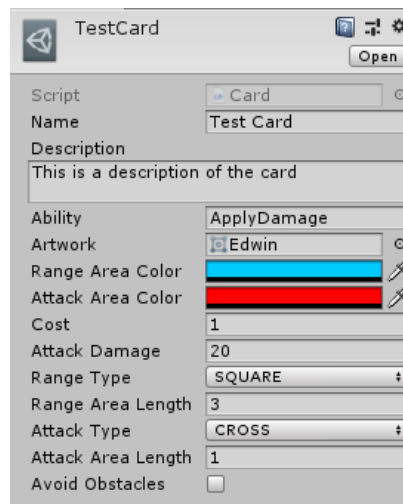 TestCard
Open
Script Card
Name Test Card
Description
This is a description of the card
Ability ApplyDamage
Artwork Edwin
Range Area Color
Attack Area Color
Cost 1
Attack Damage 20
Range Type SQUARE
Range Area Length 3
Attack Type CROSS
Attack Area Length 1
Avoid Obstacles